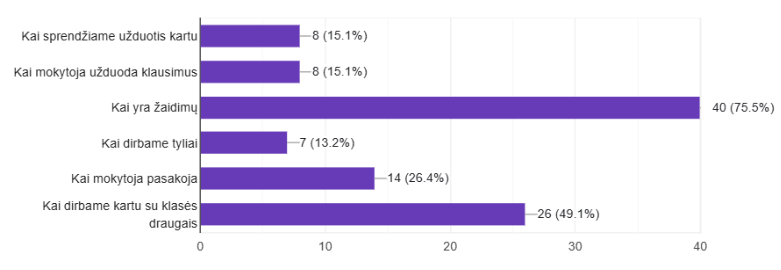 Kai sprendžiame užduotis kartu
8 (15.1%)
Kai mokytoja užduoda klausimus
8 (15.1%)
Kai yra žaidimų
40 (75.5%)
Kai dirbame tyliai
7 (13.2%)
Kai mokytoja pasakoja
14 (26.4%)
Kai dirbame kartu su klasės
draugais
26 (49.1%)
0 10 20 30 40